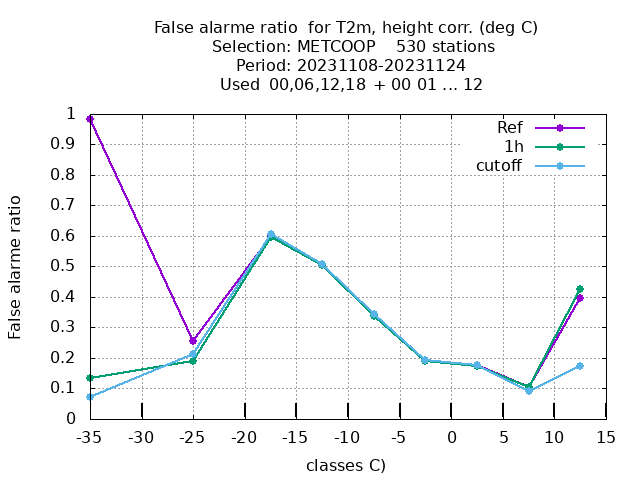 False alarme ratio  for T2m, height corr. (deg C)
Selection: METCOOP    530 stations
Period: 20231108-20231124
Used  00,06,12,18  + 00 01 ... 12
Ref
1h
cutoff
False alarme ratio
1
0.9
0.8
0.7
0.6
0.5
0.4
0.3
0.2
0.1
0
-35 -30 -25 -20 -15 -10 -5 0 5 10 15
classes C)